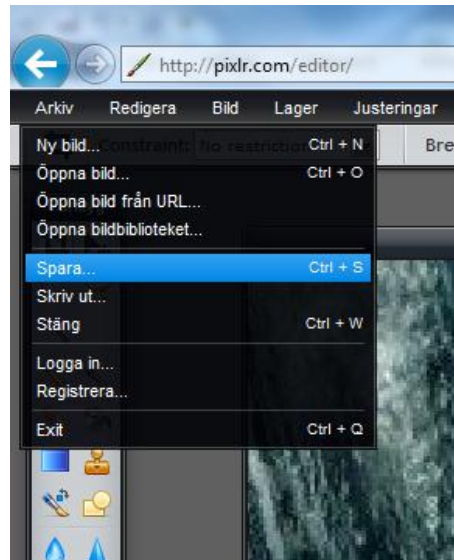 http://pixlr.com/editor/
Arkiv Redigera Bild Lager Justeringar
Constraint: No restriction Bre
Ny bild... Ctrl + N
Öppna bild... Ctrl + O
Öppna bild från URL...
Öppna bildbiblioteket...
Spara... Ctrl + S
Skriv ut...
Stäng Ctrl + W
Logga in...
Registrera...
Exit Ctrl + Q